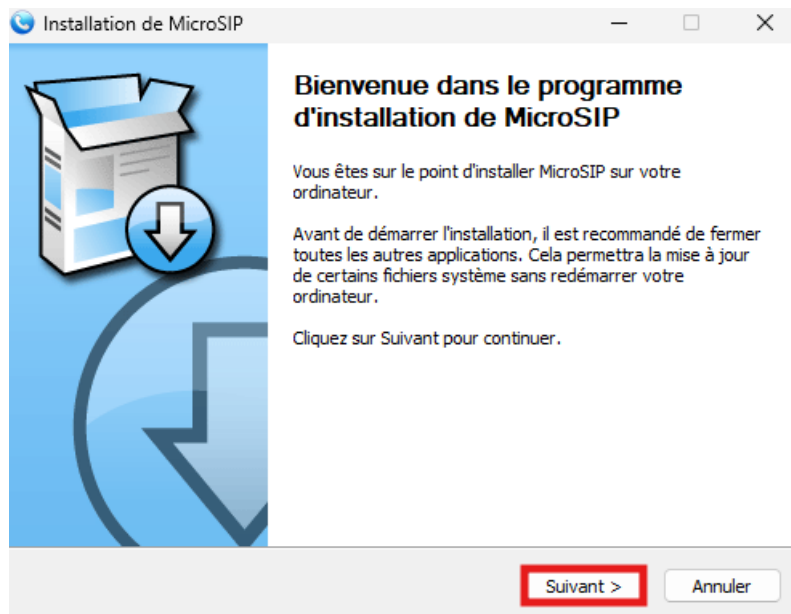 Installation de MicroSIP
Bienvenue dans le programme
d'installation de MicroSIP
Vous êtes sur le point d'installer MicroSIP sur votre
ordinateur.
Avant de démarrer l'installation, il est recommandé de fermer
toutes les autres applications. Cela permettra la mise à jour
de certains fichiers système sans redémarrer votre
ordinateur.
Cliquez sur Suivant pour continuer.
Suivant >
Annuler